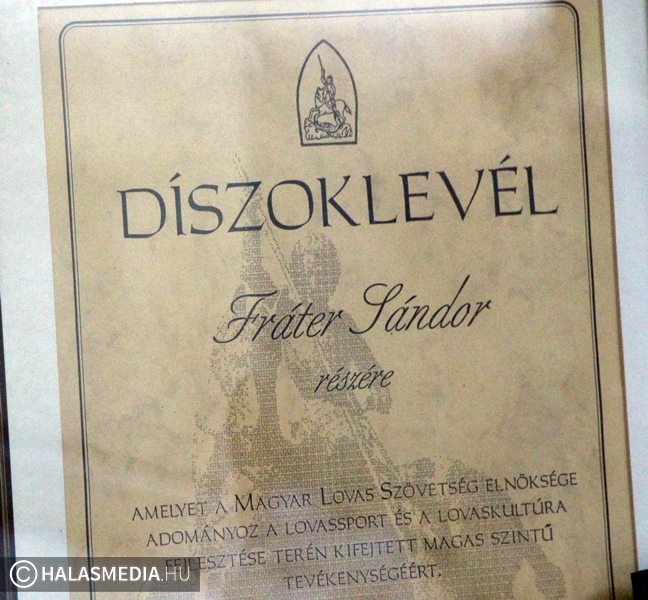 DÍSZOKLEVÉL
Fráter Sándor
részére
AMELYET A MAGYAR LOVAS SZÖVETSÉG ELNÖKSÉGE
ADOMÁNYOZ A LOVASSPORT ÉS A LOVASKULTÚRA
FEJLESZTÉSE TERÉN KIFEJTETT MAGAS SZINTŰ
TEVÉKENYSÉGÉÉRT.
© HALASMEDIA.HU